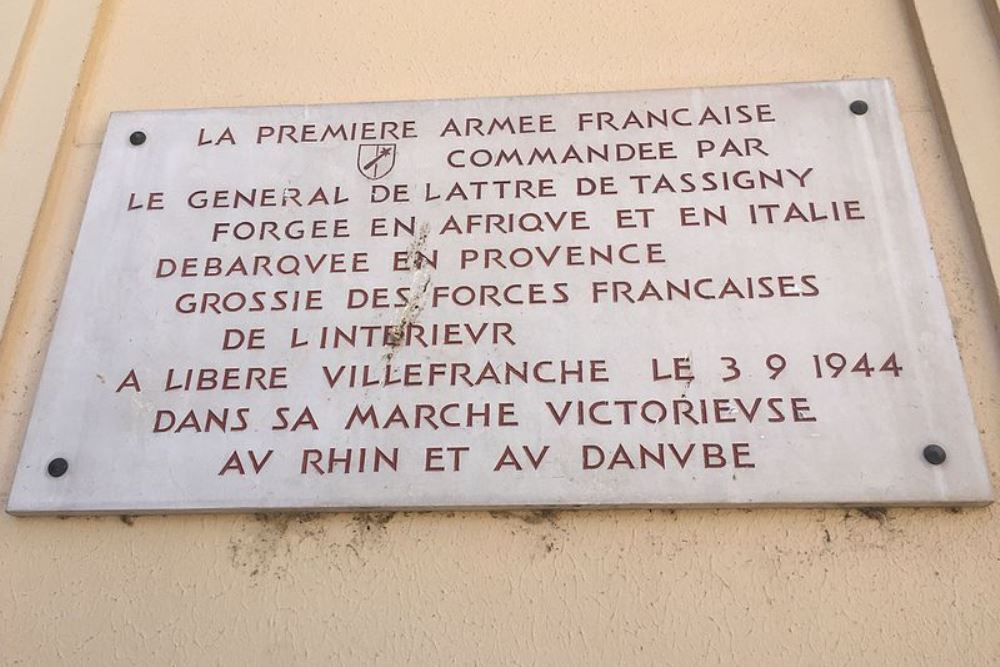 LA PREMIERE ARMEE FRANCAISE
COMMANDEE PAR
LE GENERAL DE LATTRE DE TASSIGNY
FORGEE EN AFRIQVE ET EN ITALIE
DEBARQVEE EN PROVENCE
GROSSIE DES FORCES FRANCAISES
DE L INTERIEVR
A LIBERE VILLEFRANCHE LE 3 9 1944
DANS SA MARCHE VICTORIEVSE
AV RHIN ET AV DANVBE